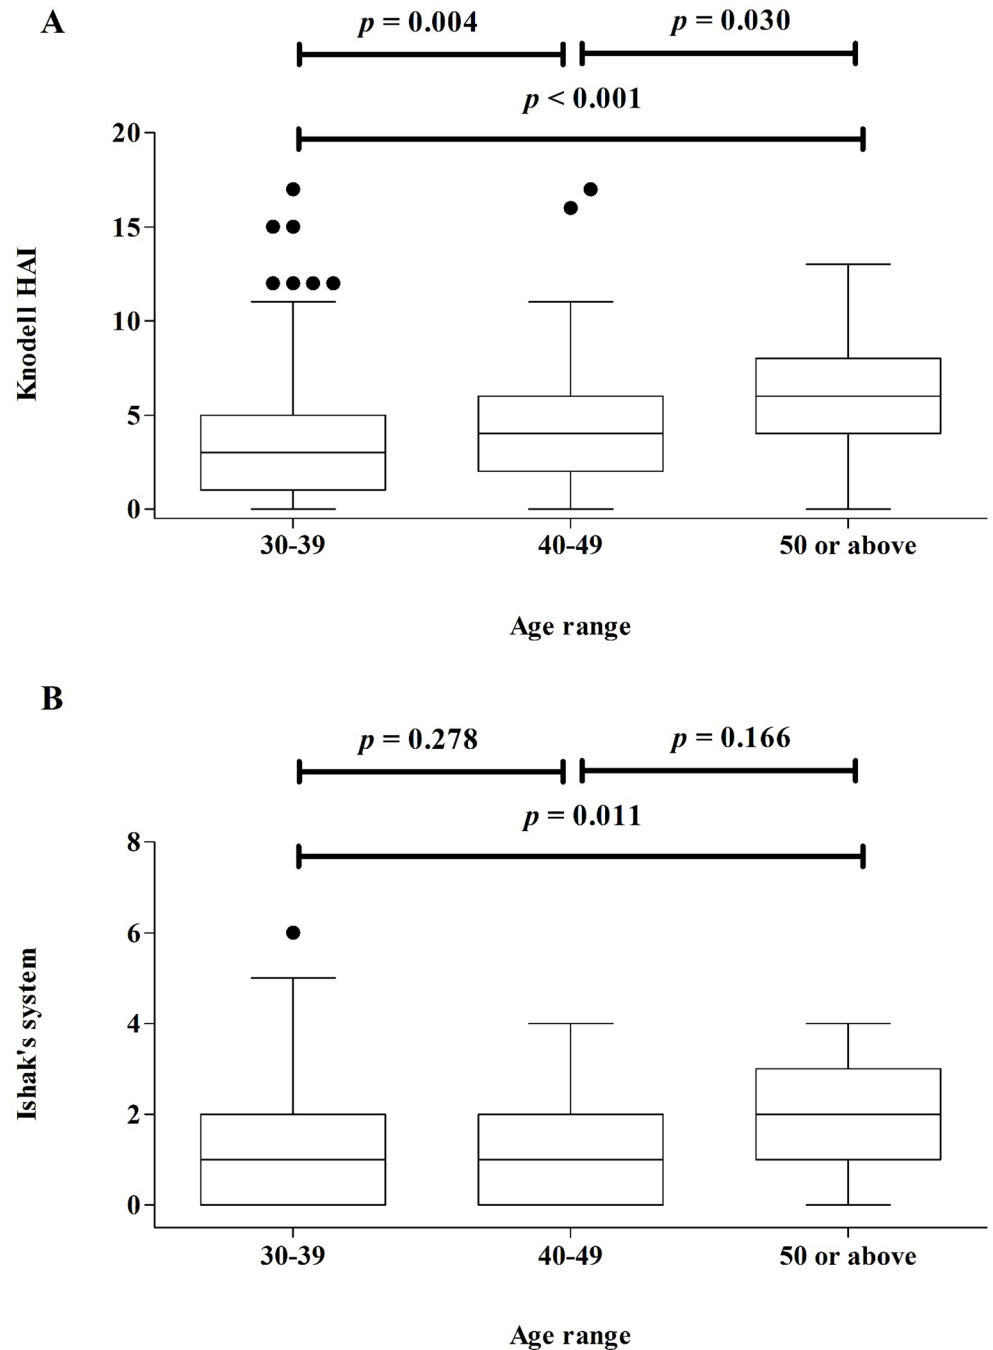 A
p = 0.004
p = 0.030
p < 0.001
20
15
10
5
0
Knodell HAI
30-39
40-49
50 or above
Age range
B
p = 0.278
p = 0.166
p = 0.011
8
6
4
2
0
Ishak's system
30-39
40-49
50 or above
Age range